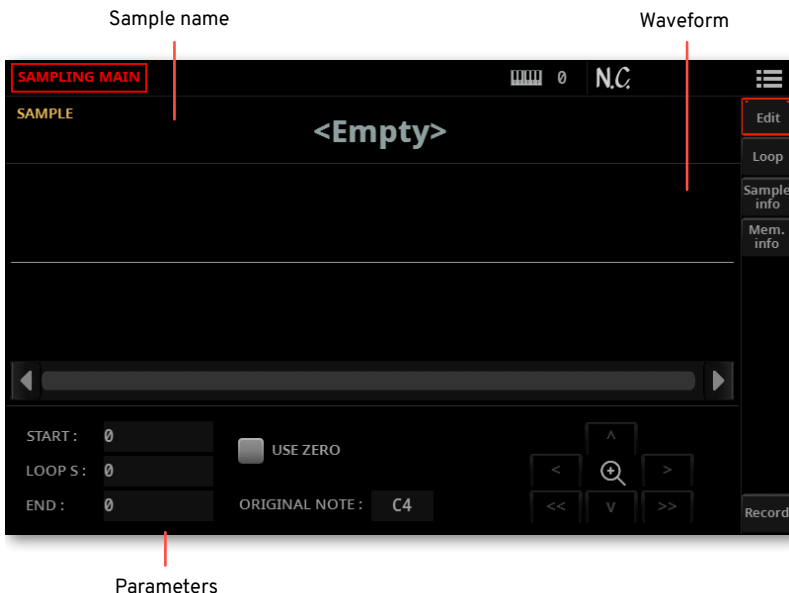 Sample name
Waveform
SAMPLING MAIN
0
N.C.
SAMPLE
<Empty>
Edit
Loop
Sample
info
Mem.
info
START :
0
USE ZERO
LOOP S :
0
END :
0
ORIGINAL NOTE :
C4
^
<
>
<<
v
>>
Record
Parameters